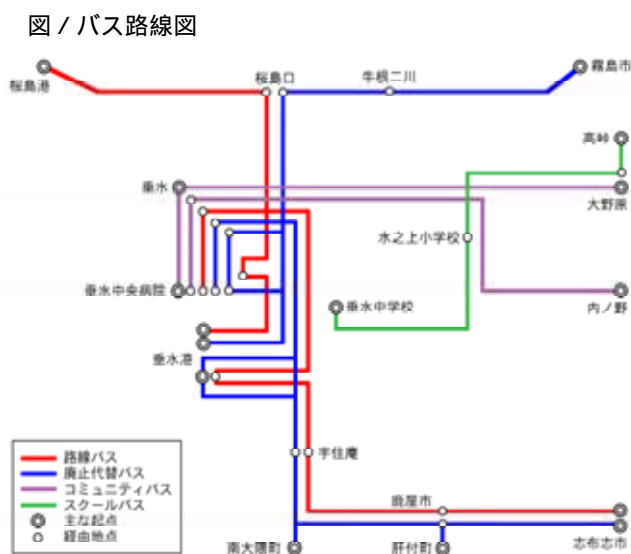 図 / バス路線図
桜島港
桜島口
牛根二川
霧島市
高峠
垂水
大野原
水之上小学校
垂水中央病院
垂水中学校
内ノ野
垂水港
宇住庵
路線バス
廃止代替バス
コミュニティバス
スクールバス
主な起点
経由地点
鹿屋市
南大隅町
肝付町
志布志市